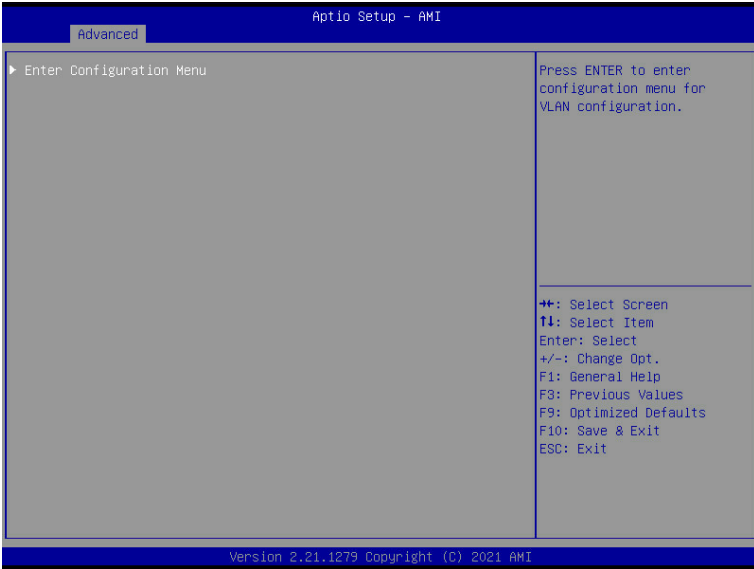 Aptio Setup – AMI
Advanced
▶ Enter Configuration Menu
Press ENTER to enter
configuration menu for
VLAN configuration.
→←: Select Screen
↑↓: Select Item
Enter: Select
+/-: Change Opt.
F1: General Help
F3: Previous Values
F9: Optimized Defaults
F10: Save & Exit
ESC: Exit
Version 2.21.1279 Copyright (C) 2021 AMI